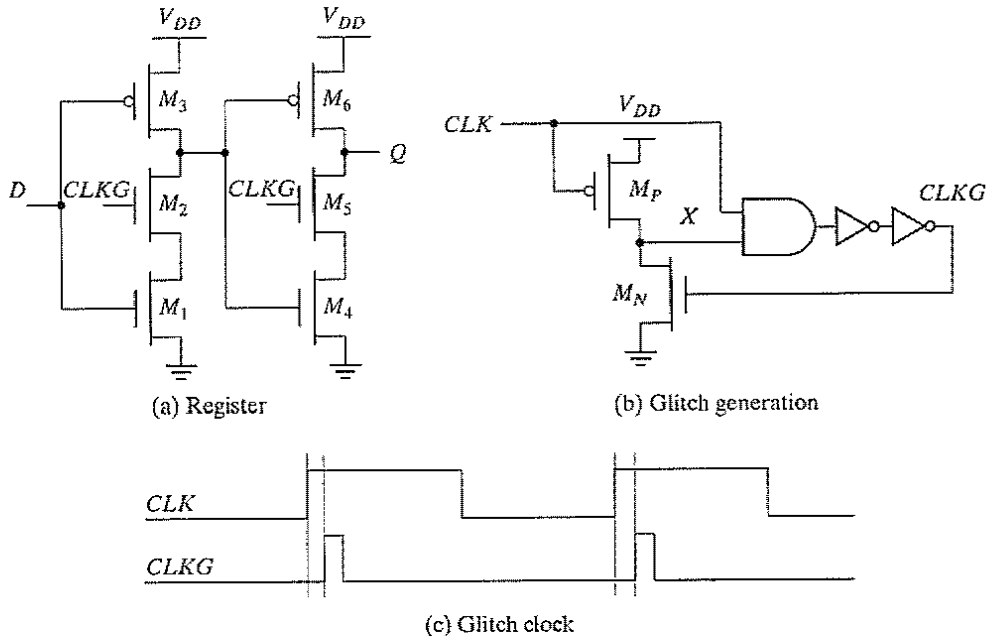 V_DD
V_DD
M_3
M_6
D
CLKG
M_2
CLKG
M_5
Q
M_1
M_4
(a) Register
CLK
V_DD
M_P
X
CLKG
M_N
(b) Glitch generation
CLK
CLKG
(c) Glitch clock